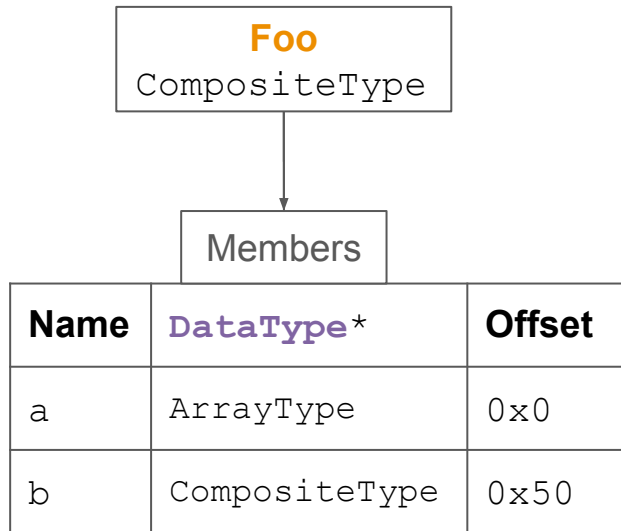 Foo
CompositeType
Members
Name DataType* Offset
a ArrayType 0x0
b CompositeType 0x50